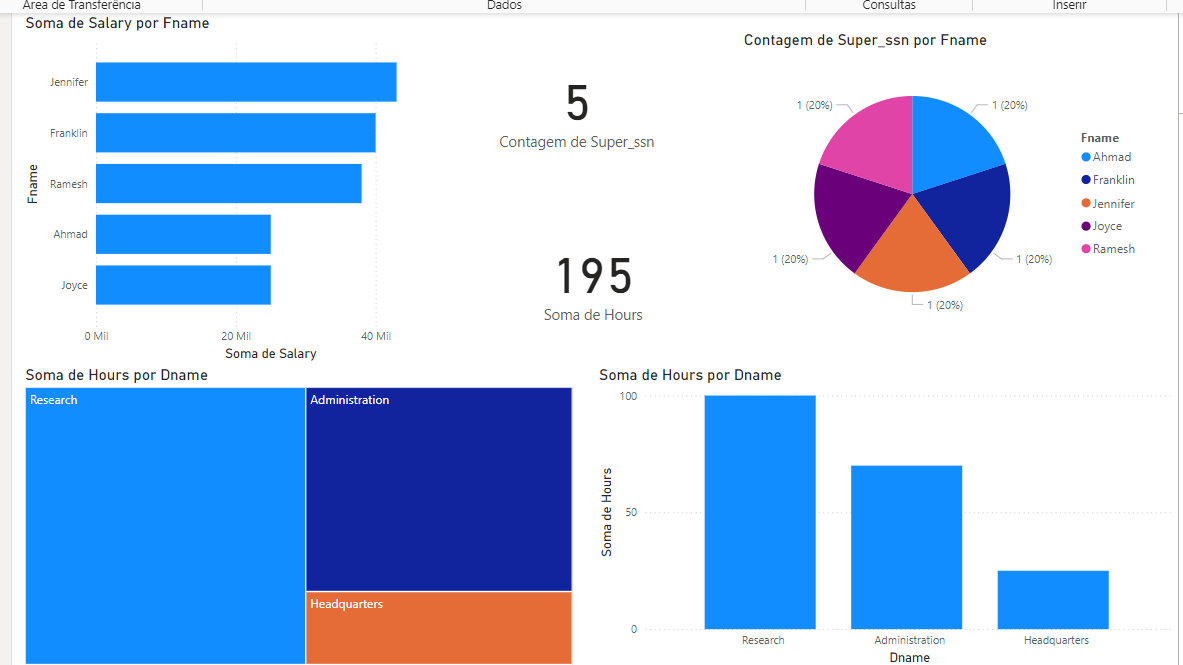 Área de Transferência
Dados
Consultas
Inserir
Soma de Salary por Fname
Fname
Jennifer
Franklin
Ramesh
Ahmad
Joyce
0 Mil
20 Mil
40 Mil
Soma de Salary
5
Contagem de Super_ssn
195
Soma de Hours
Contagem de Super_ssn por Fname
1 (20%)
1 (20%)
1 (20%)
1 (20%)
1 (20%)
Fname
Ahmad
Franklin
Jennifer
Joyce
Ramesh
Soma de Hours por Dname
Research
Administration
Headquarters
Soma de Hours por Dname
Soma de Hours
100
50
0
Research
Administration
Headquarters
Dname